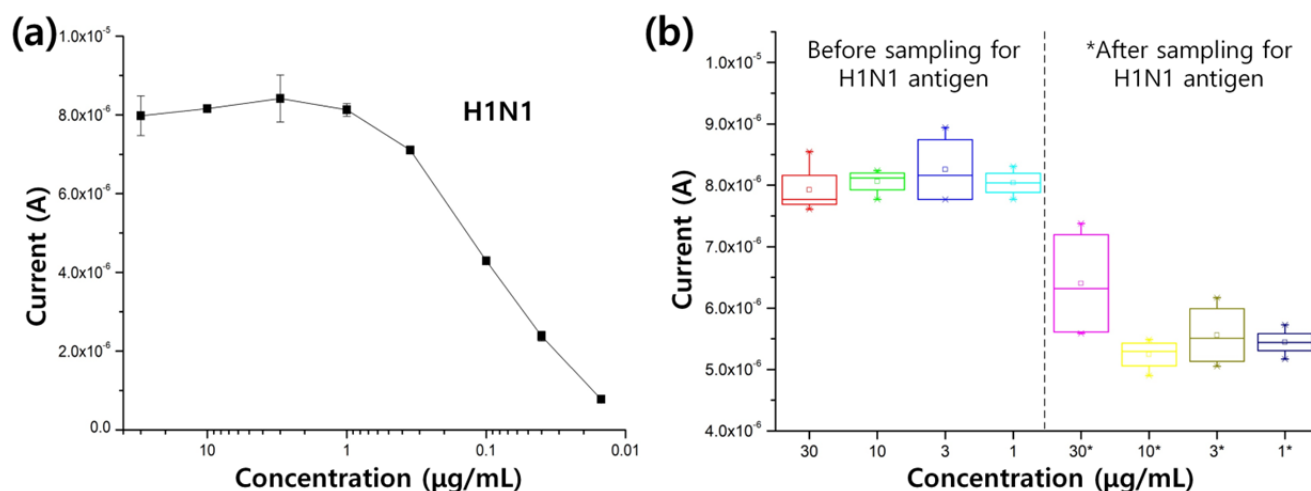 (a)
1.0x10⁻⁵
8.0x10⁻⁶
6.0x10⁻⁶
4.0x10⁻⁶
2.0x10⁻⁶
0.0
Current (A)
H1N1
10 1 0.1 0.01
Concentration (μg/mL)
(b)
1.0x10⁻⁵
9.0x10⁻⁶
8.0x10⁻⁶
7.0x10⁻⁶
6.0x10⁻⁶
5.0x10⁻⁶
4.0x10⁻⁶
Current (A)
Before sampling for
H1N1 antigen
*After sampling for
H1N1 antigen
30 10 3 1 30* 10* 3* 1*
Concentration (μg/mL)